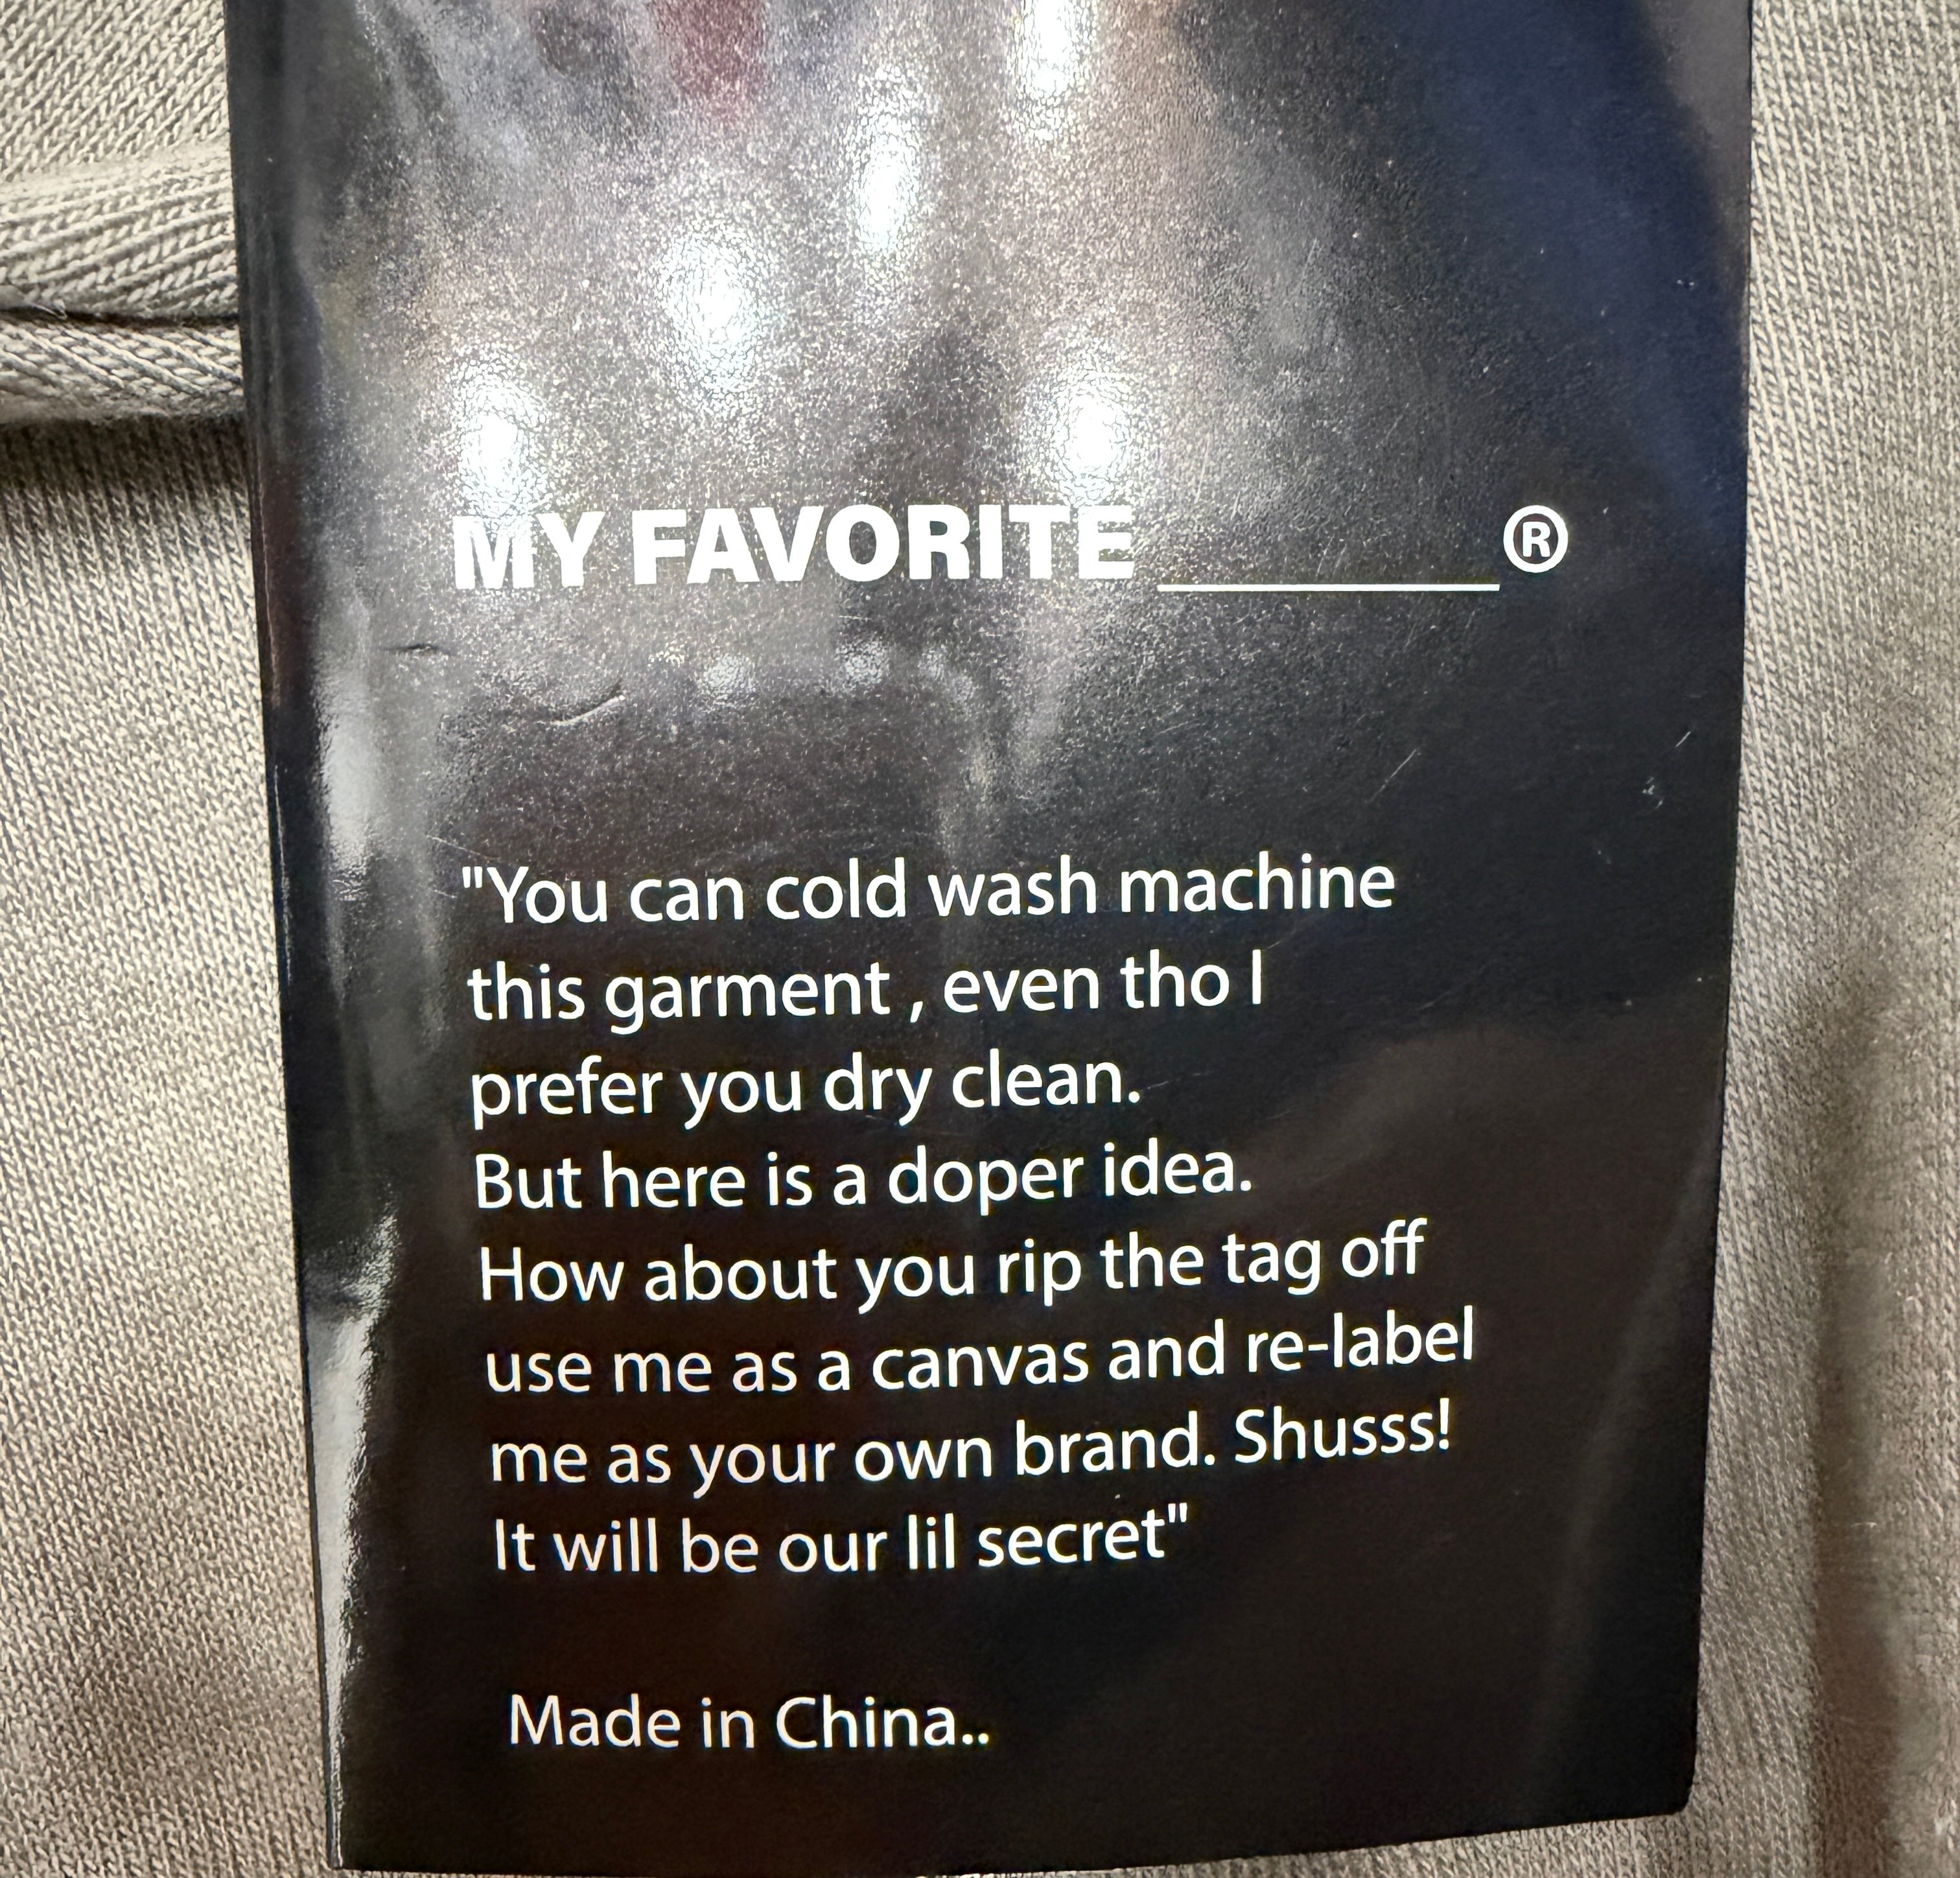 MY FAVORITE ______®
"You can cold wash machine
this garment , even tho I
prefer you dry clean.
But here is a doper idea.
How about you rip the tag off
use me as a canvas and re-label
me as your own brand. Shusss!
It will be our lil secret"
Made in China..